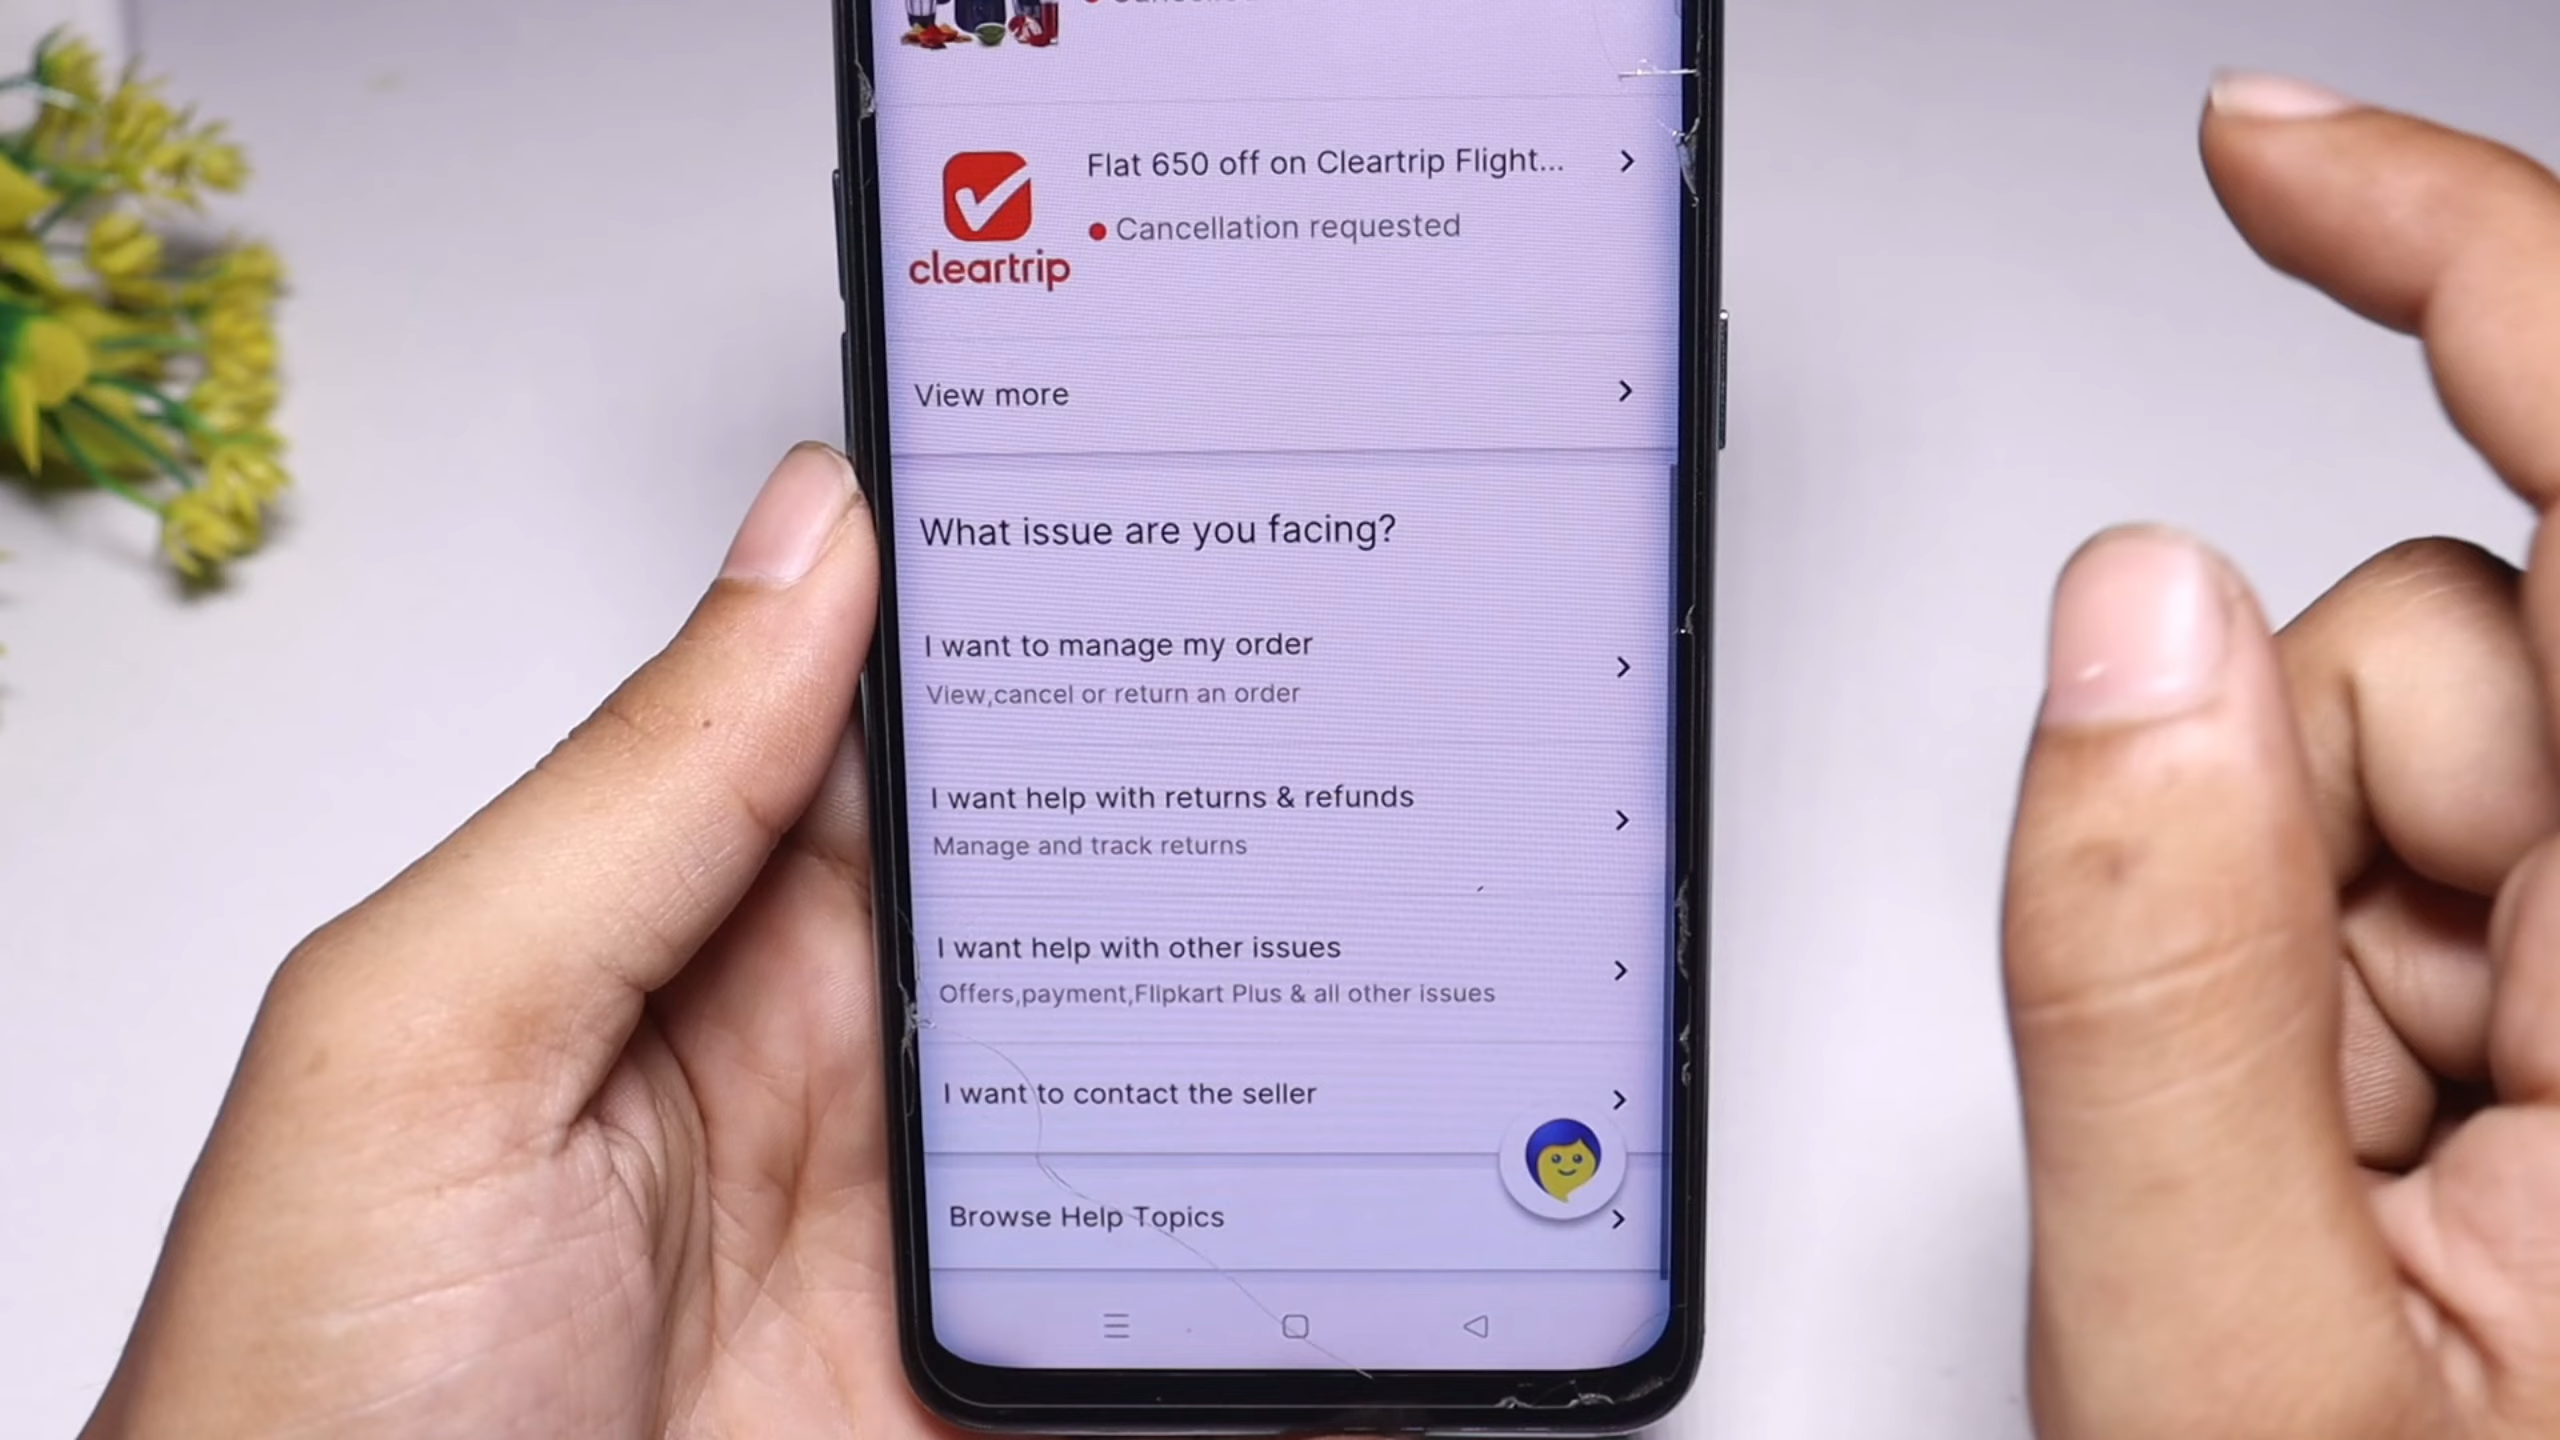 Flat 650 off on Cleartrip Flight...
Cancellation requested
cleartrip
View more
What issue are you facing?
I want to manage my order
View,cancel or return an order
I want help with returns & refunds
Manage and track returns
I want help with other issues
Offers,payment,Flipkart Plus & all other issues
I want to contact the seller
Browse Help Topics